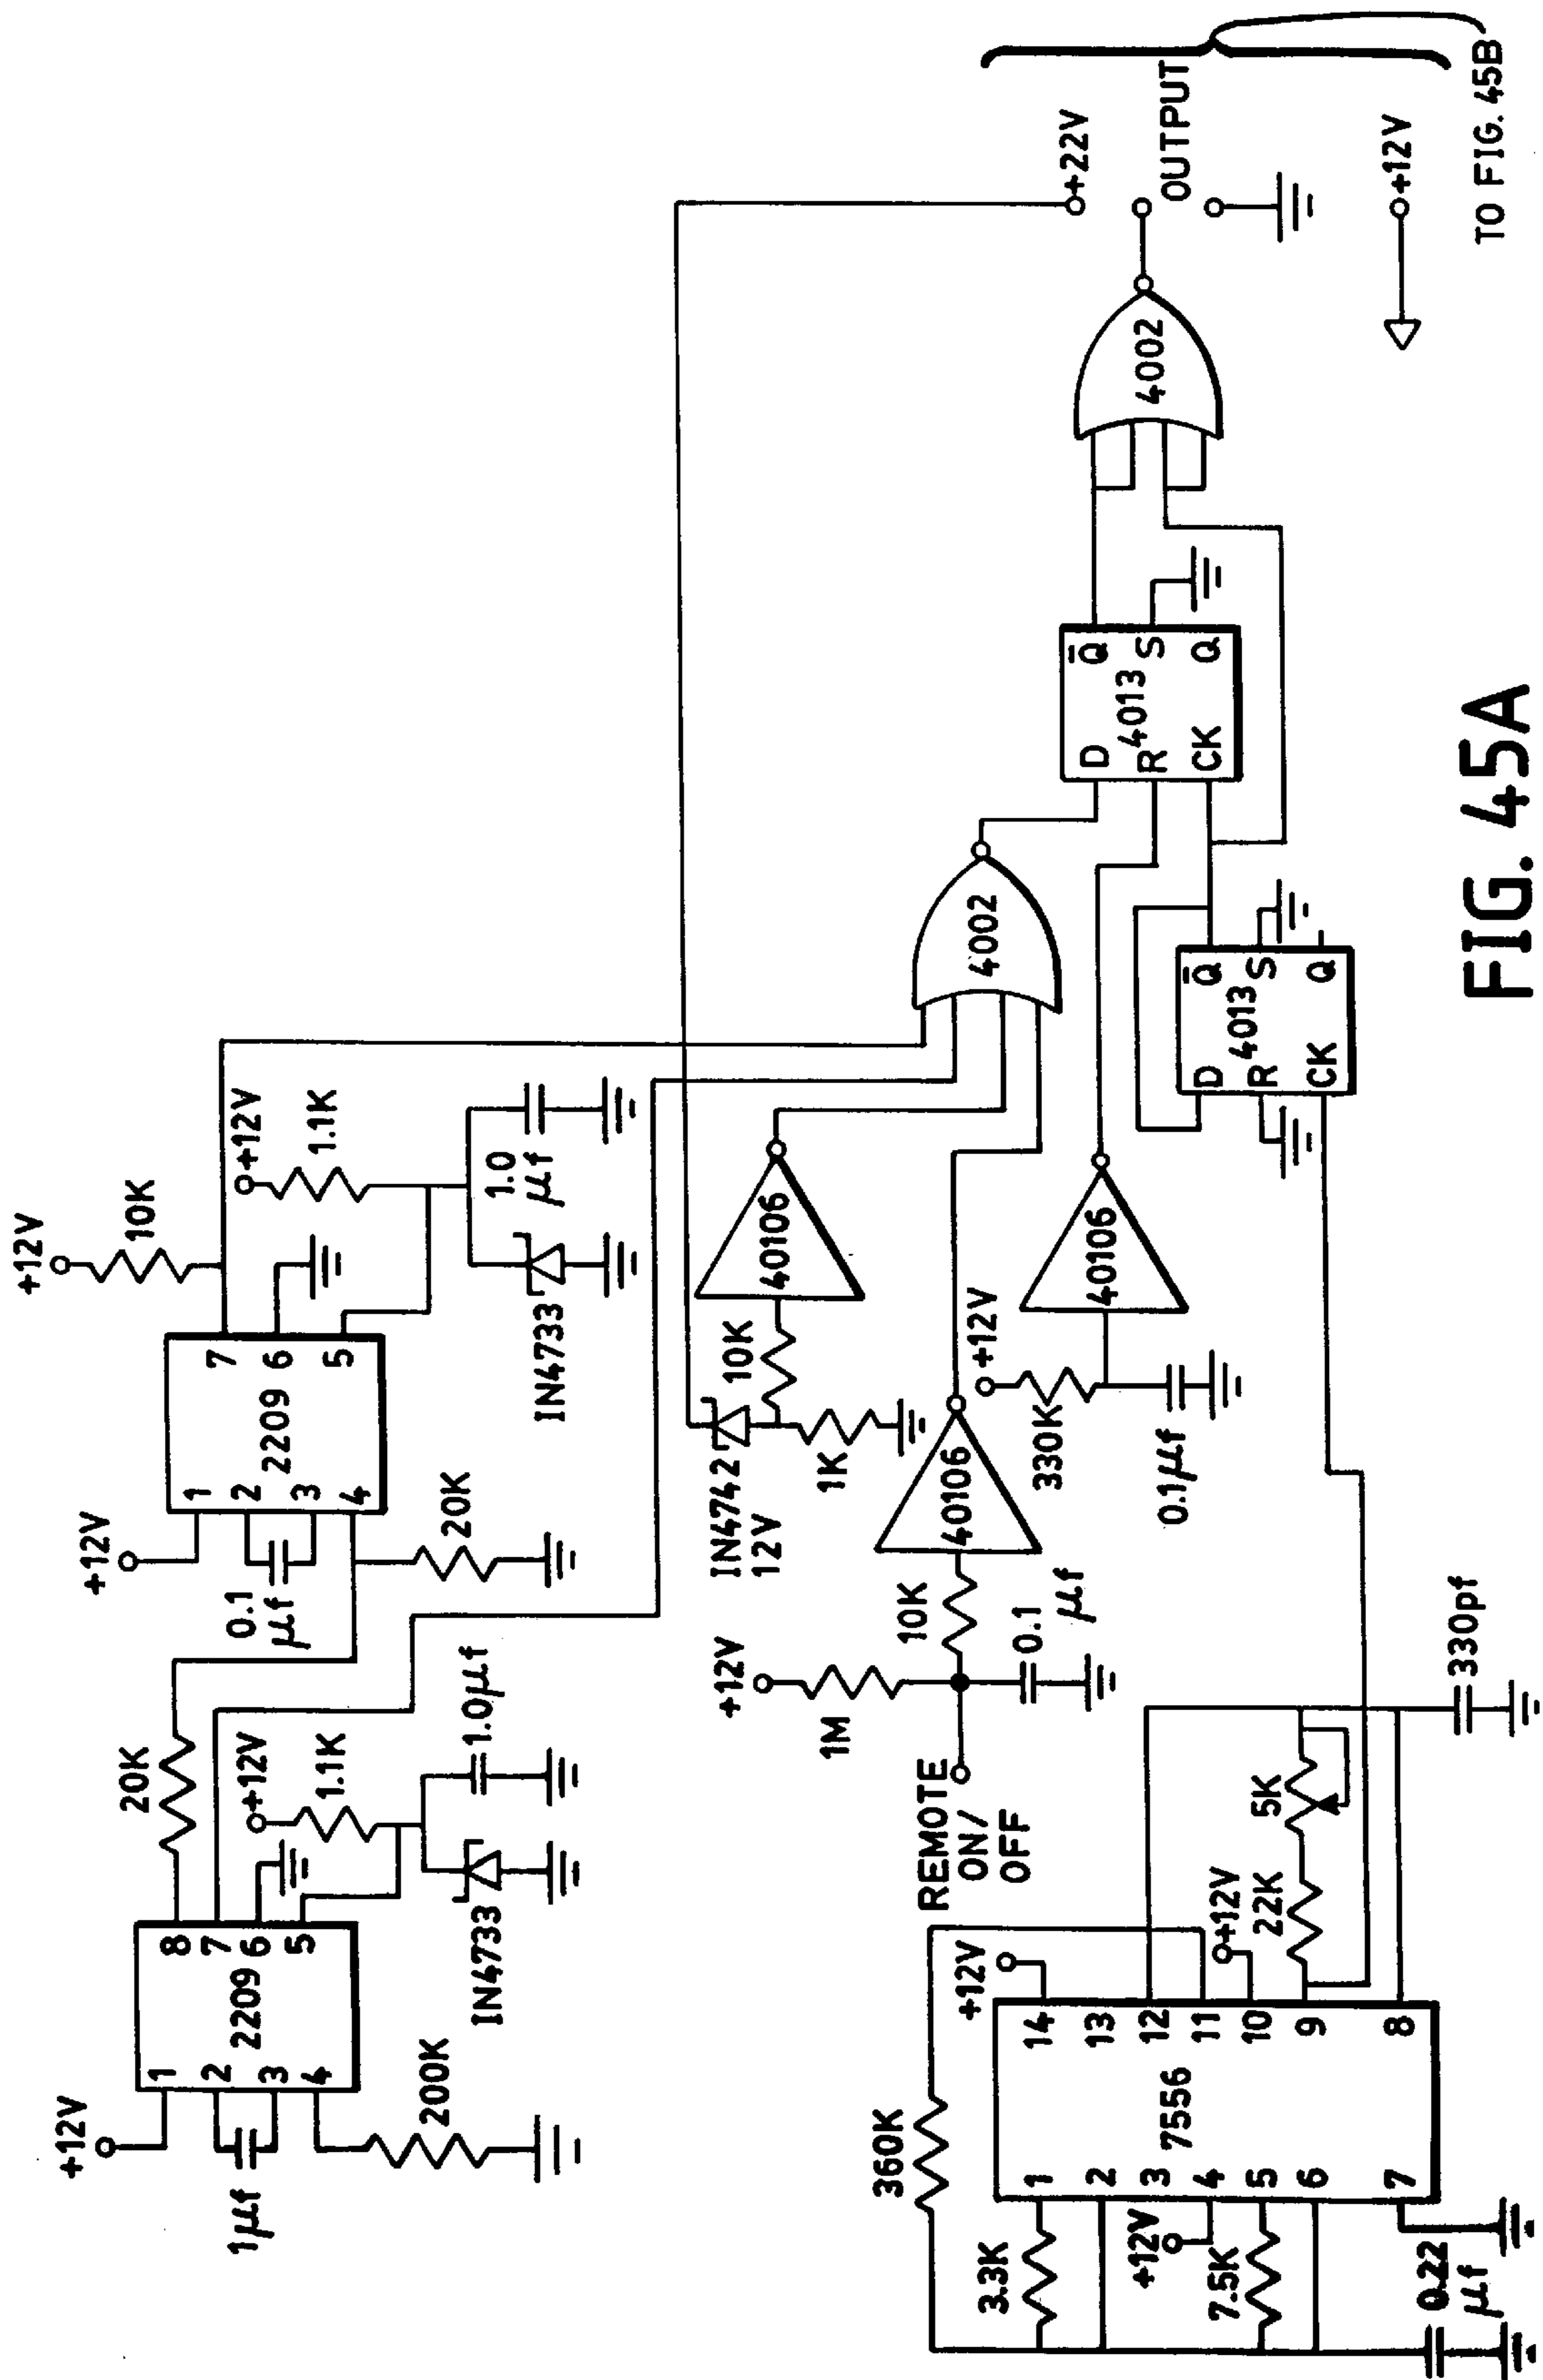 +12V
10K
+12V
1.1K
7
6
5
2209
1
2
3
4
+12V
0.1
μf
20K
IN4733
1.0
μf
20K
+12V
1.1K
1.0μf
8
7
6
5
2209
1
2
3
4
+12V
1μf
200K
IN4733
IN4742
12V
10K
1K
40106
+12V
1M
REMOTE
ON/
OFF
10K
0.1
μf
40106
+12V
330K
0.1μf
40106
4002
D
R
CK
4013
Q̅
S
Q
D
R
CK
4013
Q̅
S
Q
4002
+22V
OUTPUT
+12V
TO FIG. 45B
360K
+12V
14
13
12
11
10
9
8
7556
1
2
3
4
5
6
7
3.3K
+12V
7.5K
0.22
μf
+12V
22K
5K
330pf
FIG. 45A